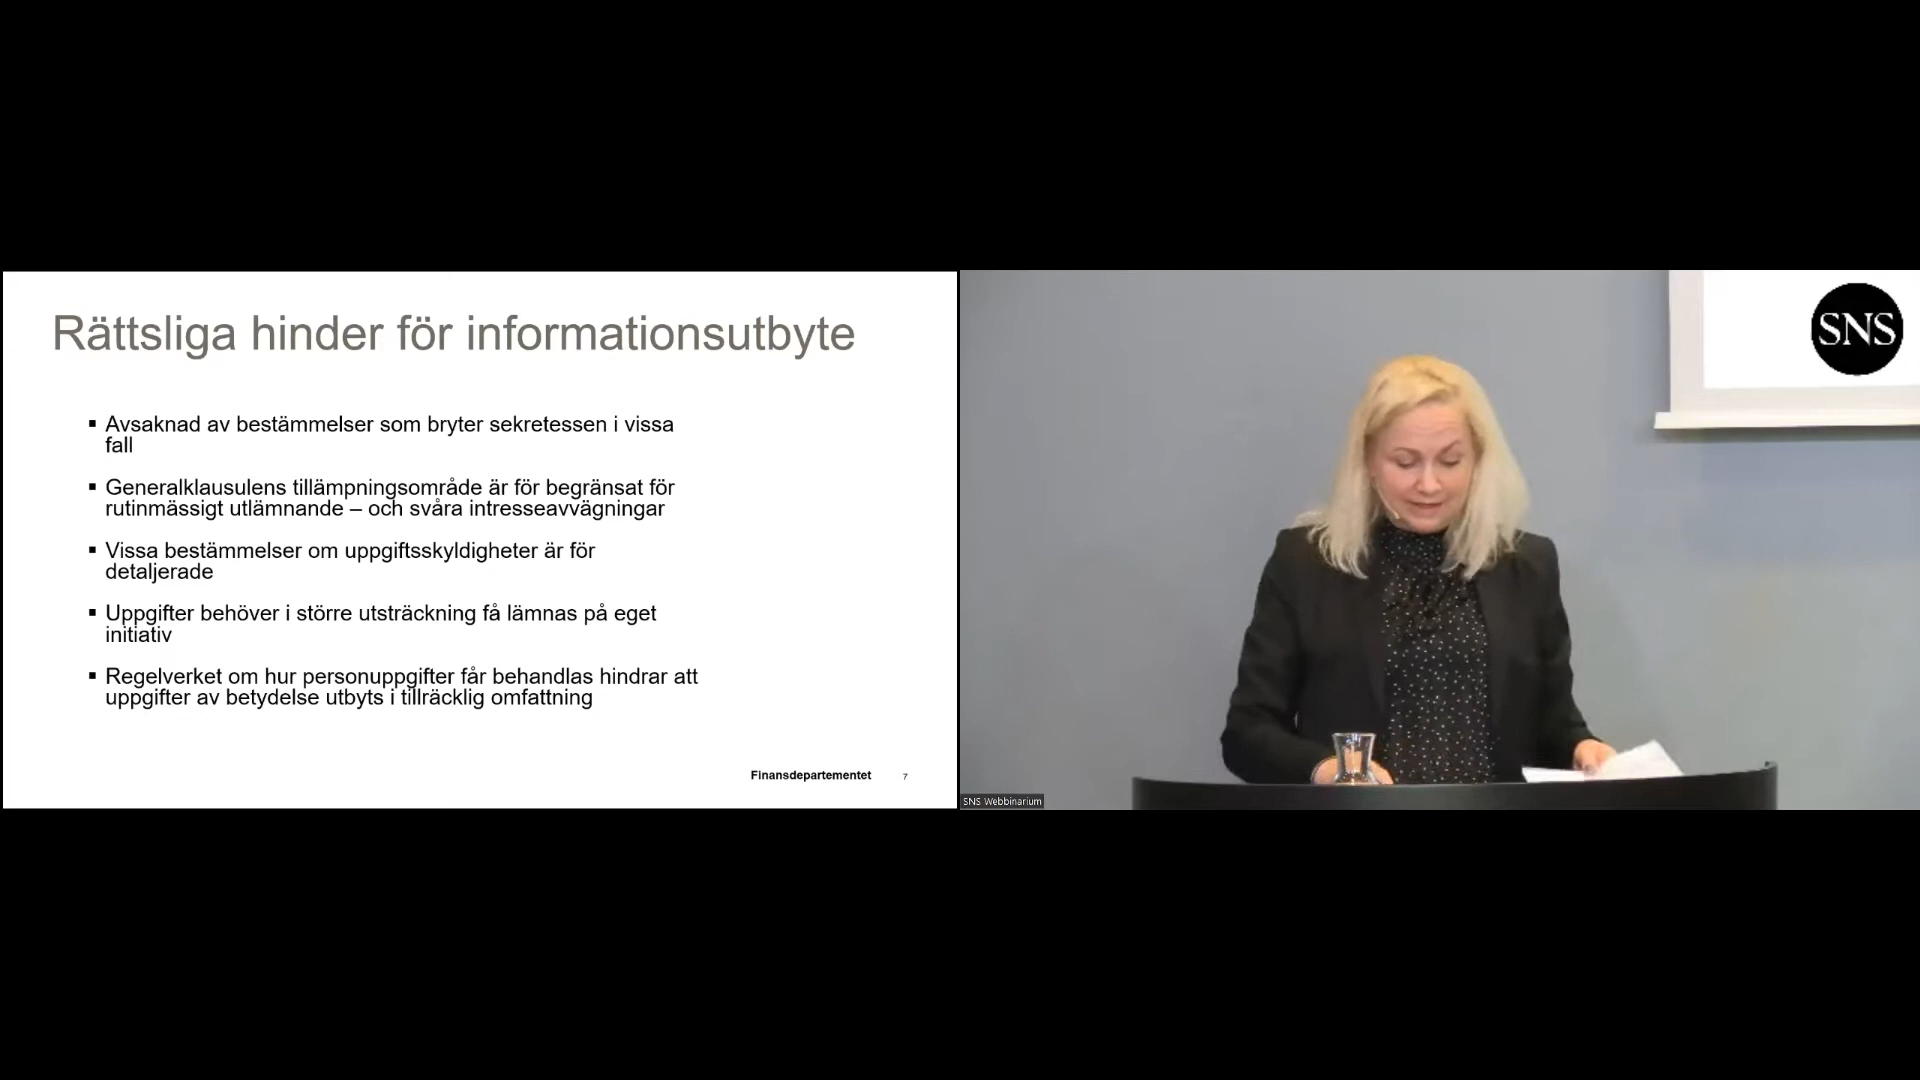 Rättsliga hinder för informationsutbyte
▪ Avsaknad av bestämmelser som bryter sekretessen i vissa
fall
▪ Generalklausulens tillämpningsområde är för begränsat för
rutinmässigt utlämnande – och svåra intresseavvägningar
▪ Vissa bestämmelser om uppgiftsskyldigheter är för
detaljerade
▪ Uppgifter behöver i större utsträckning få lämnas på eget
initiativ
▪ Regelverket om hur personuppgifter får behandlas hindrar att
uppgifter av betydelse utbyts i tillräcklig omfattning
Finansdepartementet 7
SNS
SNS Webbinarium